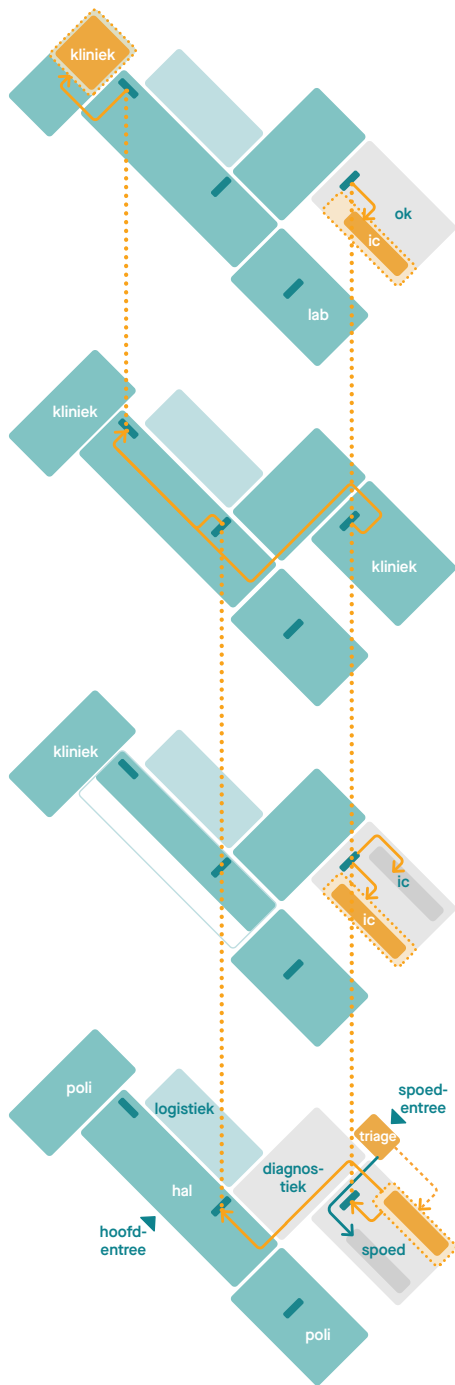 kliniek
ok
ic
lab
kliniek
kliniek
kliniek
ic
ic
spoed-
entree
poli
logistiek
triage
diagnos-
tiek
hal
hoofd-
entree
spoed
poli